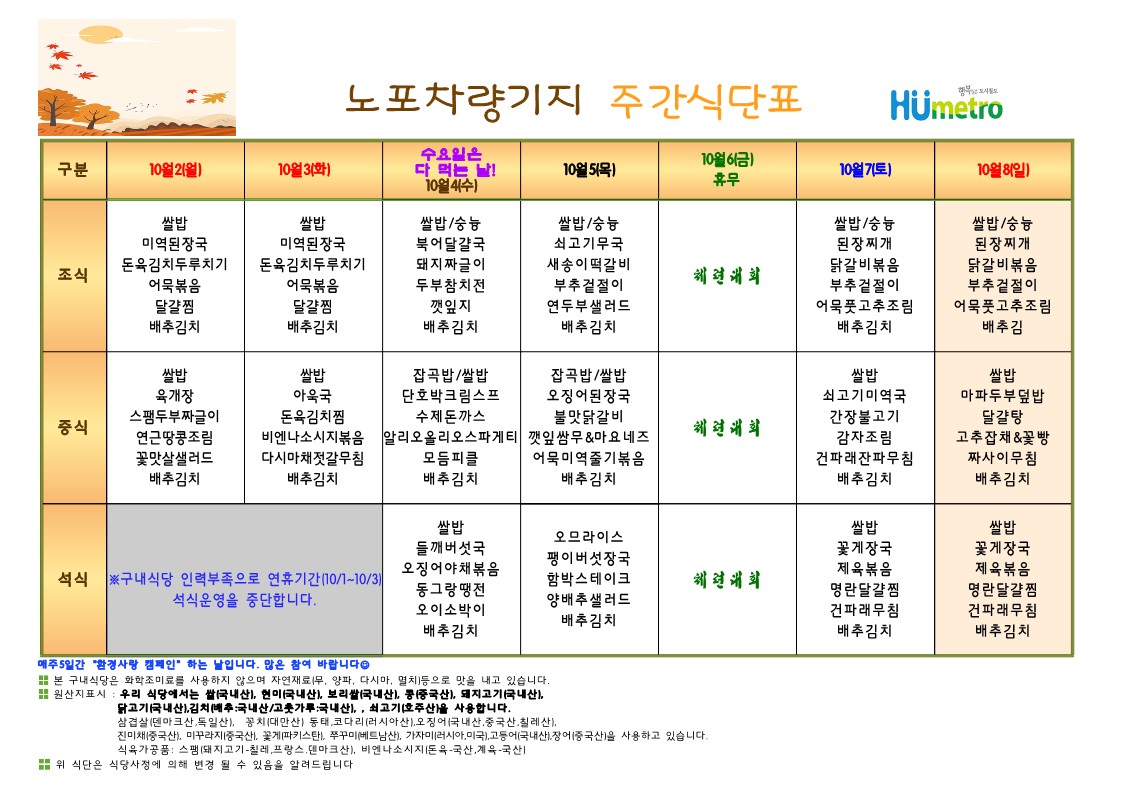 노포차량기지 주간식단표
행복을 잇는 도시철도
Hümetro
구분 10월2(월) 10월3(화) 수요일은 다 먹는 날! 10월4(수) 10월5(목) 10월6(금) 휴무 10월7(토) 10월8(일)
조식
쌀밥
미역된장국
돈육김치두루치기
어묵볶음
달걀찜
배추김치
쌀밥
미역된장국
돈육김치두루치기
어묵볶음
달걀찜
배추김치
쌀밥/숭늉
북어달걀국
돼지짜글이
두부참치전
깻잎지
배추김치
쌀밥/숭늉
쇠고기무국
새송이떡갈비
부추겉절이
연두부샐러드
배추김치
체련대회
쌀밥/숭늉
된장찌개
닭갈비볶음
부추겉절이
어묵풋고추조림
배추김치
쌀밥/숭늉
된장찌개
닭갈비볶음
부추겉절이
어묵풋고추조림
배추김
중식
쌀밥
육개장
스팸두부짜글이
연근땅콩조림
꽃맛살샐러드
배추김치
쌀밥
아욱국
돈육김치찜
비엔나소시지볶음
다시마채젓갈무침
배추김치
잡곡밥/쌀밥
단호박크림스프
수제돈까스
알리오올리오스파게티
모듬피클
배추김치
잡곡밥/쌀밥
오징어된장국
불맛닭갈비
깻잎쌈무&마요네즈
어묵미역줄기볶음
배추김치
체련대회
쌀밥
쇠고기미역국
간장불고기
감자조림
건파래잔파무침
배추김치
쌀밥
마파두부덮밥
달걀탕
고추잡채&꽃빵
짜사이무침
배추김치
석식
※구내식당 인력부족으로 연휴기간(10/1~10/3)
석식운영을 중단합니다.
쌀밥
들깨버섯국
오징어야채볶음
동그랑땡전
오이소박이
배추김치
오므라이스
팽이버섯장국
함박스테이크
양배추샐러드
배추김치
체련대회
쌀밥
꽃게장국
제육볶음
명란달걀찜
건파래무침
배추김치
쌀밥
꽃게장국
제육볶음
명란달걀찜
건파래무침
배추김치
매주5일간 "환경사랑 캠페인" 하는 날입니다. 많은 참여 바랍니다☺
본 구내식당은 화학조미료를 사용하지 않으며 자연재료(무, 양파, 다시마, 멸치)등으로 맛을 내고 있습니다.
원산지표시 : 우리 식당에서는 쌀(국내산), 현미(국내산), 보리쌀(국내산), 콩(중국산), 돼지고기(국내산),
닭고기(국내산),김치(배추:국내산/고춧가루:국내산), , 쇠고기(호주산)을 사용합니다.
삼겹살(덴마크산,독일산), 꽁치(대만산) 동태,코다리(러시아산),오징어(국내산,중국산,칠레산),
진미채(중국산), 미꾸라지(중국산), 꽃게(파키스탄), 쭈꾸미(베트남산), 가자미(러시아,미국),고등어(국내산),장어(중국산)을 사용하고 있습니다.
식육가공품: 스팸(돼지고기-칠레,프랑스.덴마크산), 비엔나소시지(돈육-국산,계육-국산)
위 식단은 식당사정에 의해 변경 될 수 있음을 알려드립니다